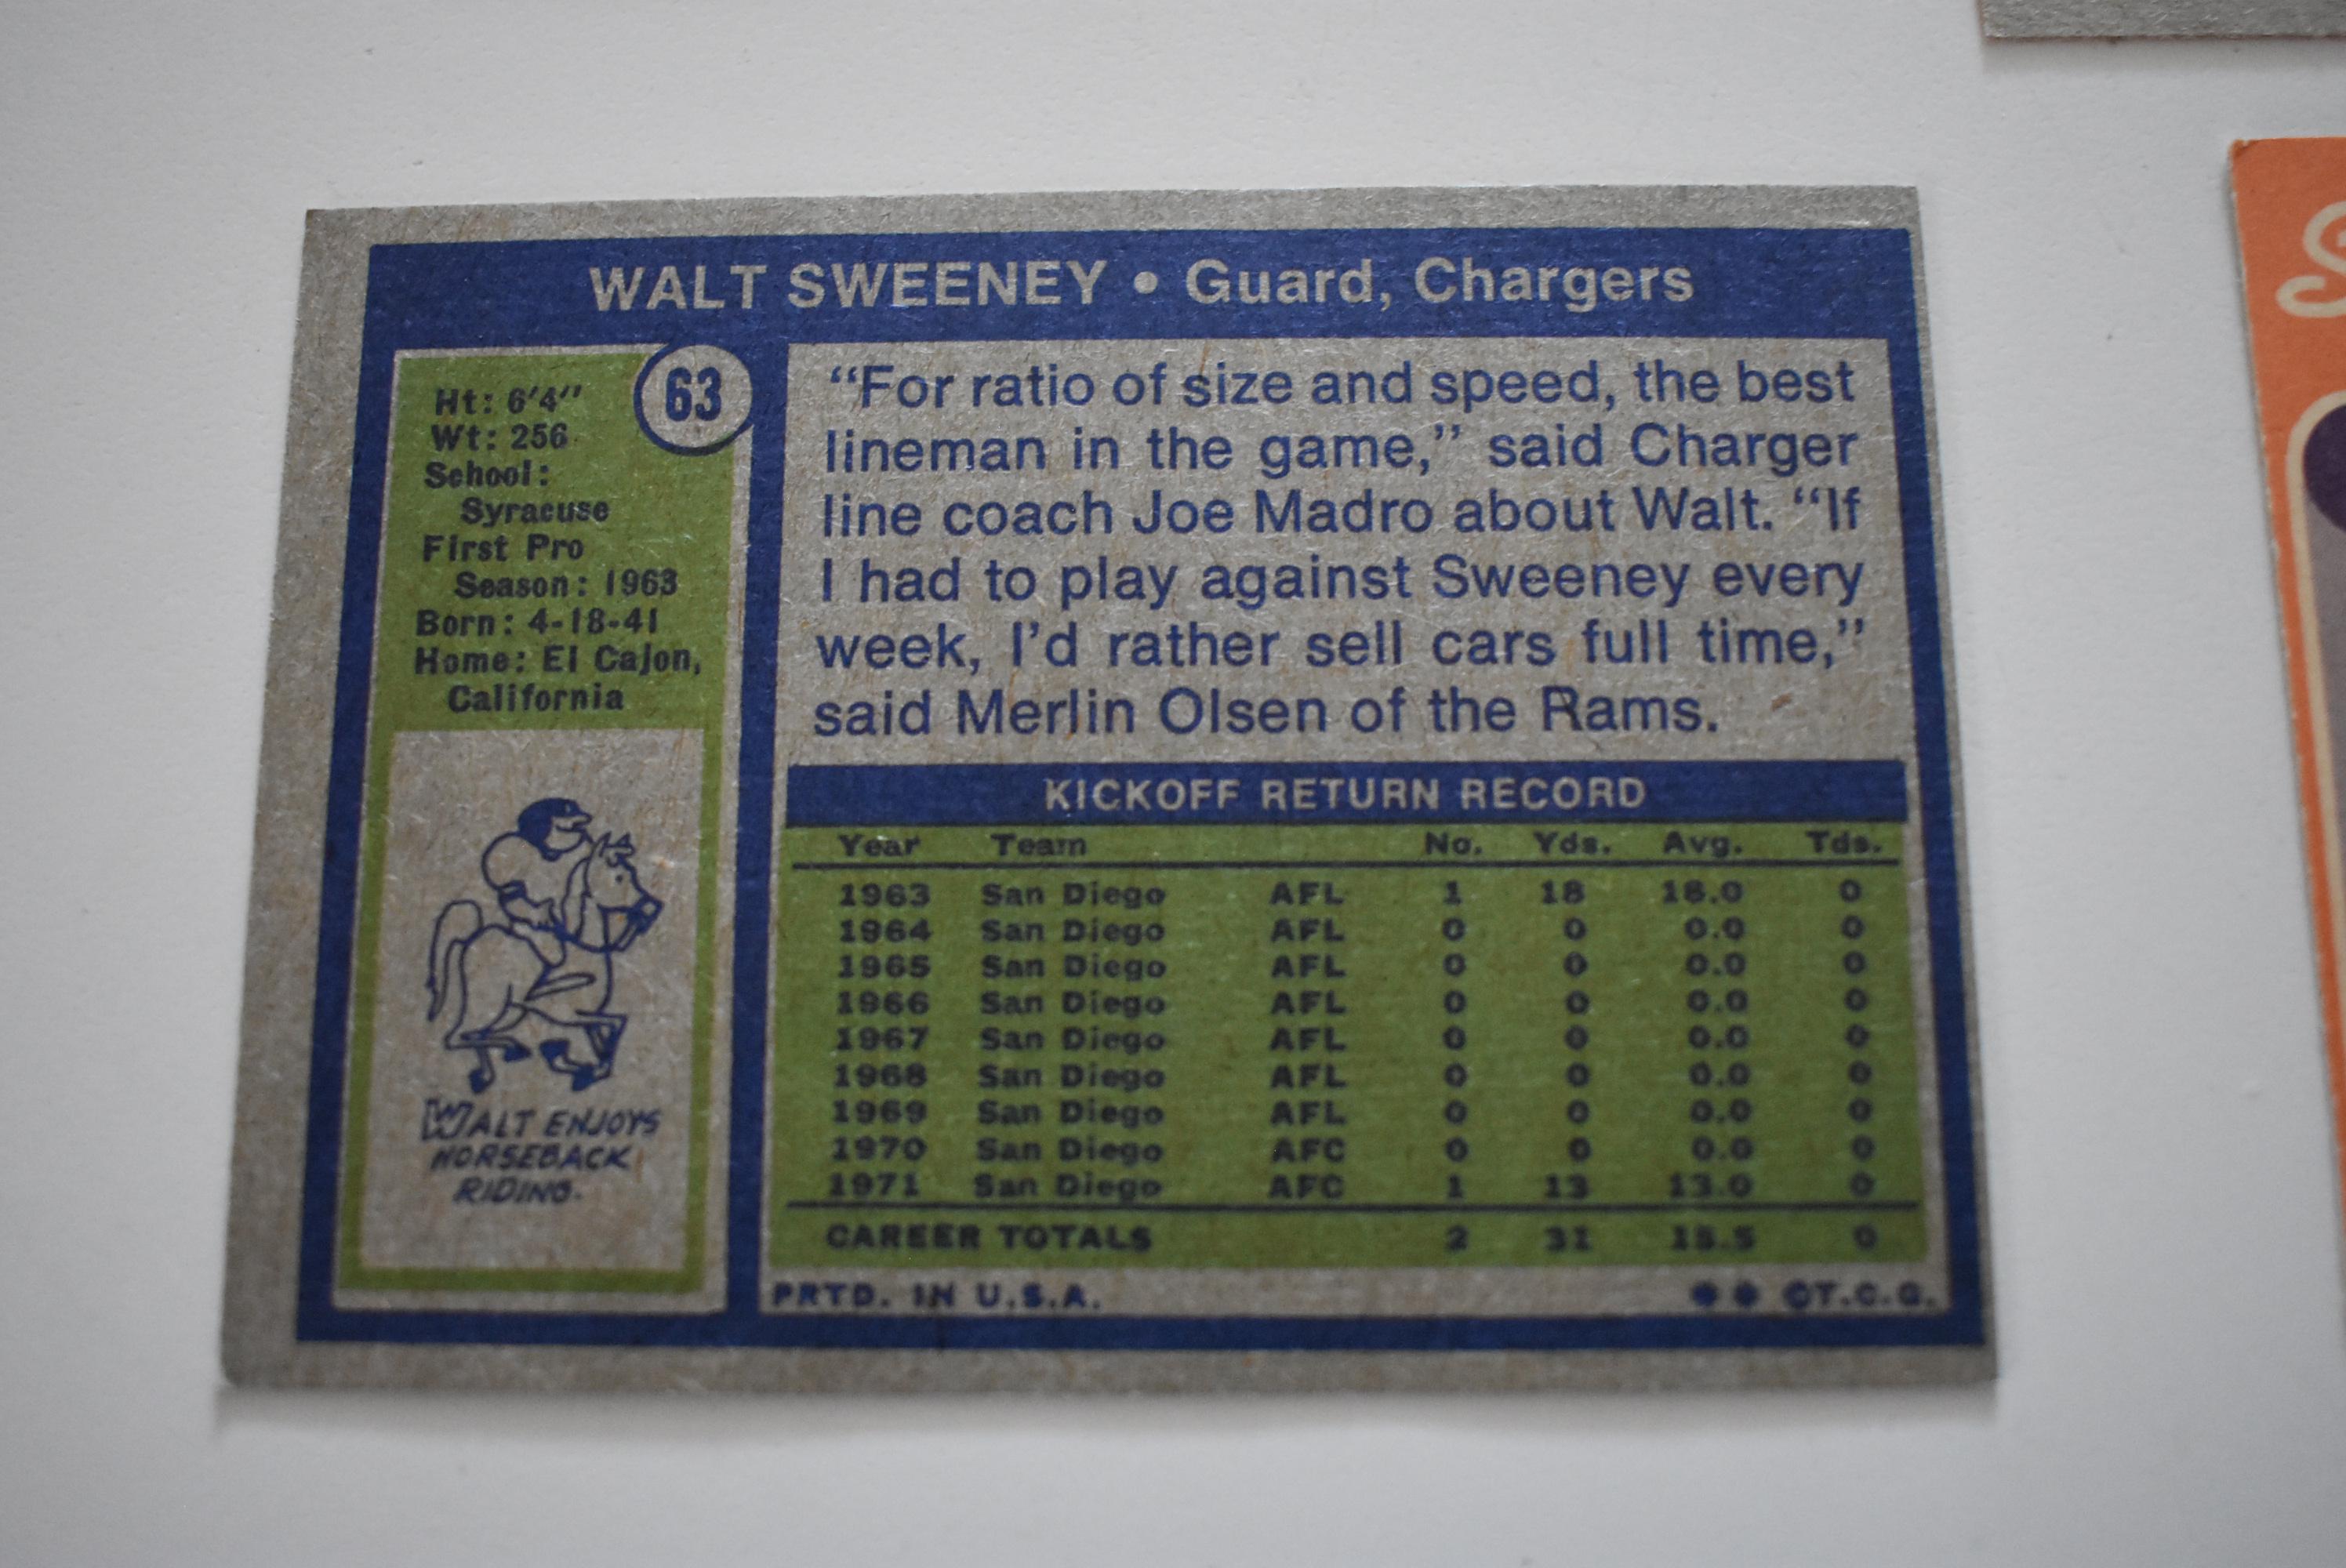 WALT SWEENEY • Guard, Chargers
63
Ht: 6'4"
Wt: 256
School:
Syracuse
First Pro
Season: 1963
Born: 4-18-41
Home: El Cajon,
California
WALT ENJOYS
HORSEBACK
RIDING.
“For ratio of size and speed, the best
lineman in the game,” said Charger
line coach Joe Madro about Walt. “If
I had to play against Sweeney every
week, I’d rather sell cars full time,”
said Merlin Olsen of the Rams.
KICKOFF RETURN RECORD
Year Team No. Yds. Avg. Tds.
1963 San Diego AFL 1 18 18.0 0
1964 San Diego AFL 0 0 0.0 0
1965 San Diego AFL 0 0 0.0 0
1966 San Diego AFL 0 0 0.0 0
1967 San Diego AFL 0 0 0.0 0
1968 San Diego AFL 0 0 0.0 0
1969 San Diego AFL 0 0 0.0 0
1970 San Diego AFC 0 0 0.0 0
1971 San Diego AFC 1 13 13.0 0
CAREER TOTALS 2 31 15.5 0
PRTD. IN U.S.A. ** ©T.C.G.